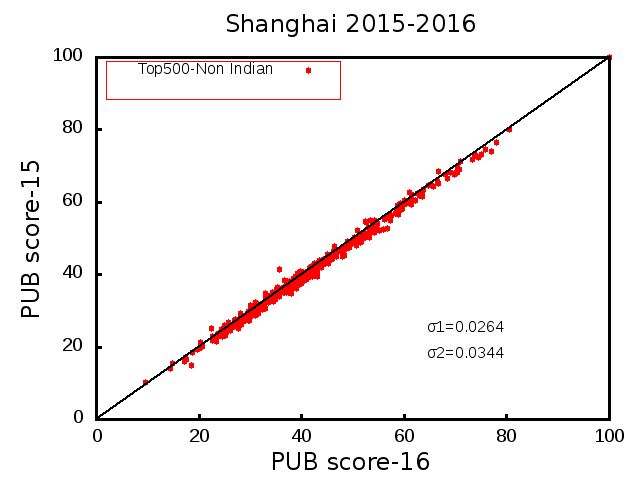 Shanghai 2015-2016
Top500-Non Indian
PUB score-15
100
80
60
40
20
0
σ1=0.0264
σ2=0.0344
0 20 40 60 80 100
PUB score-16